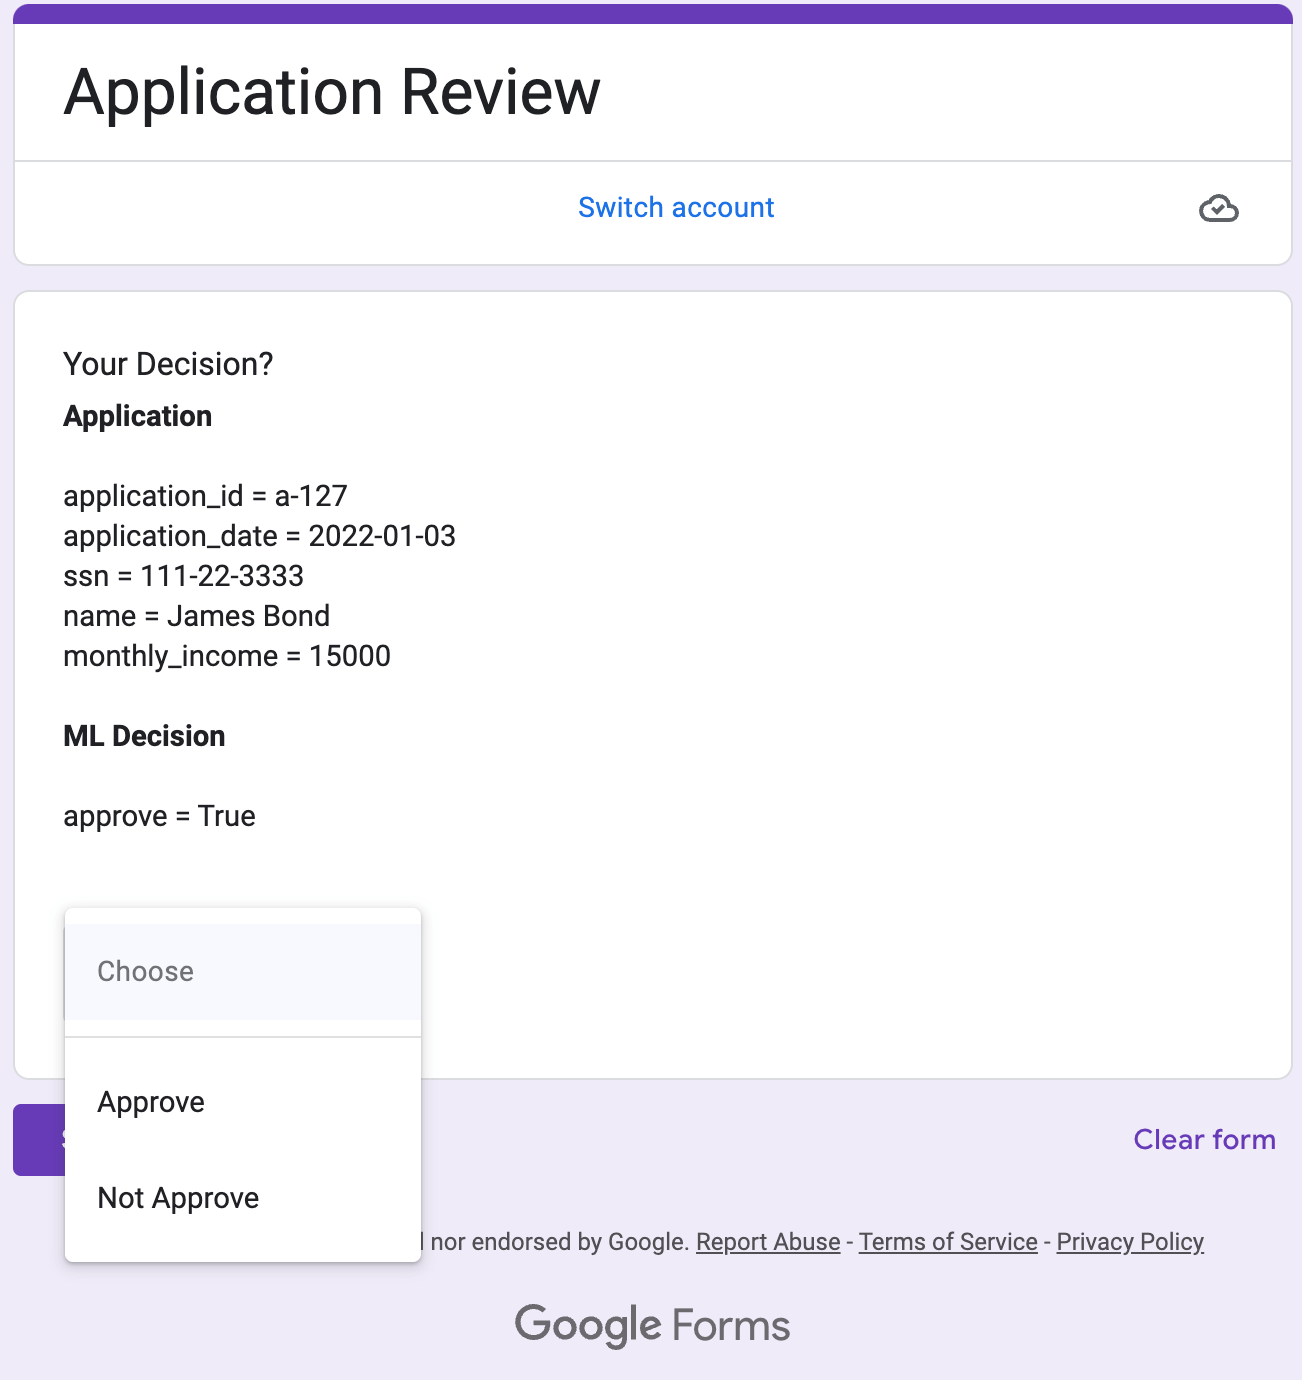 Application Review
Switch account
Your Decision?
Application
application_id = a-127
application_date = 2022-01-03
ssn = 111-22-3333
name = James Bond
monthly_income = 15000
ML Decision
approve = True
Choose
Approve
Not Approve
Clear form
nor endorsed by Google. Report Abuse - Terms of Service - Privacy Policy
Google Forms